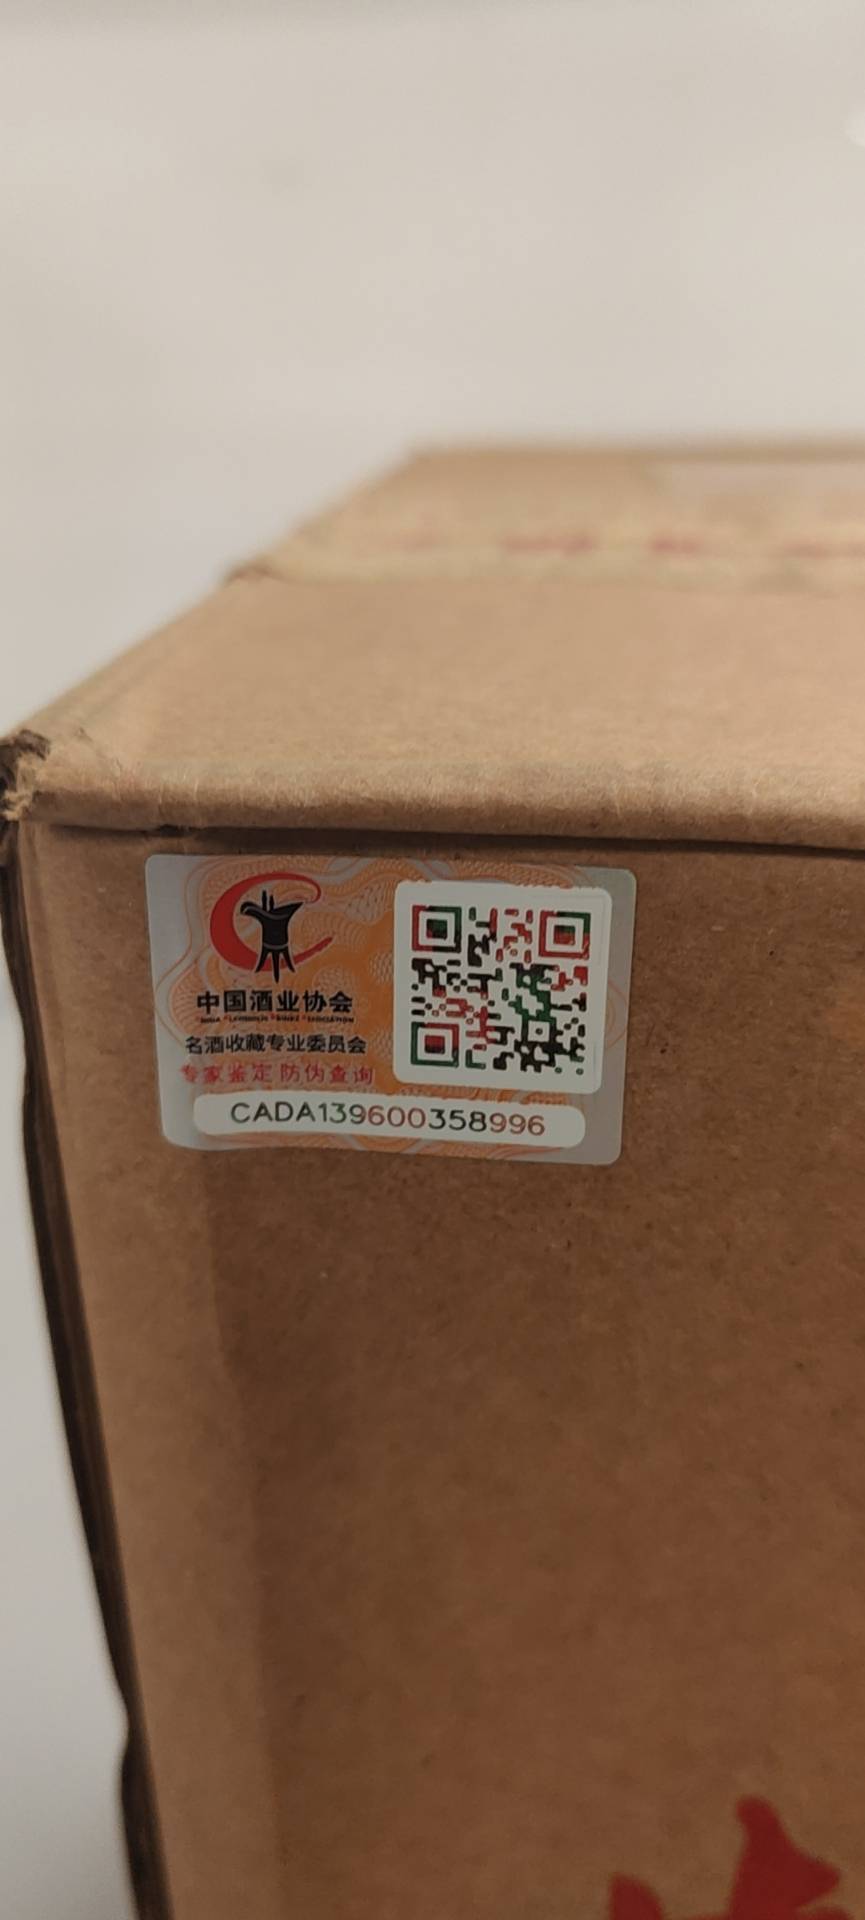 中国酒业协会
名酒收藏专业委员会
专家鉴定 防伪查询
CADA139600358996